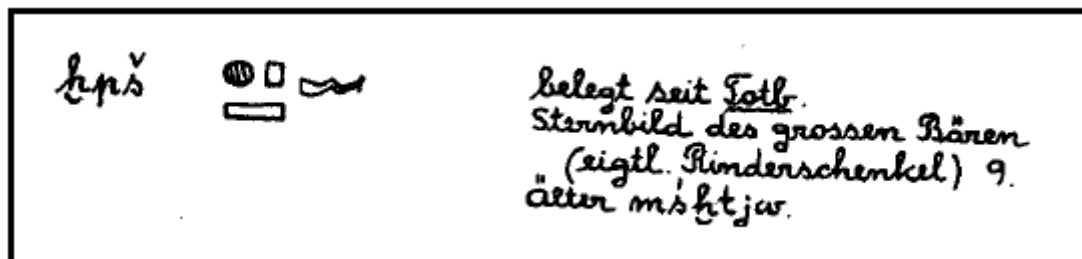 ḫpš
belegt seit Totb.
Sternbild des grossen Bären
(eigtl. Rinderschenkel) 9.
Älter mśḫtjw.